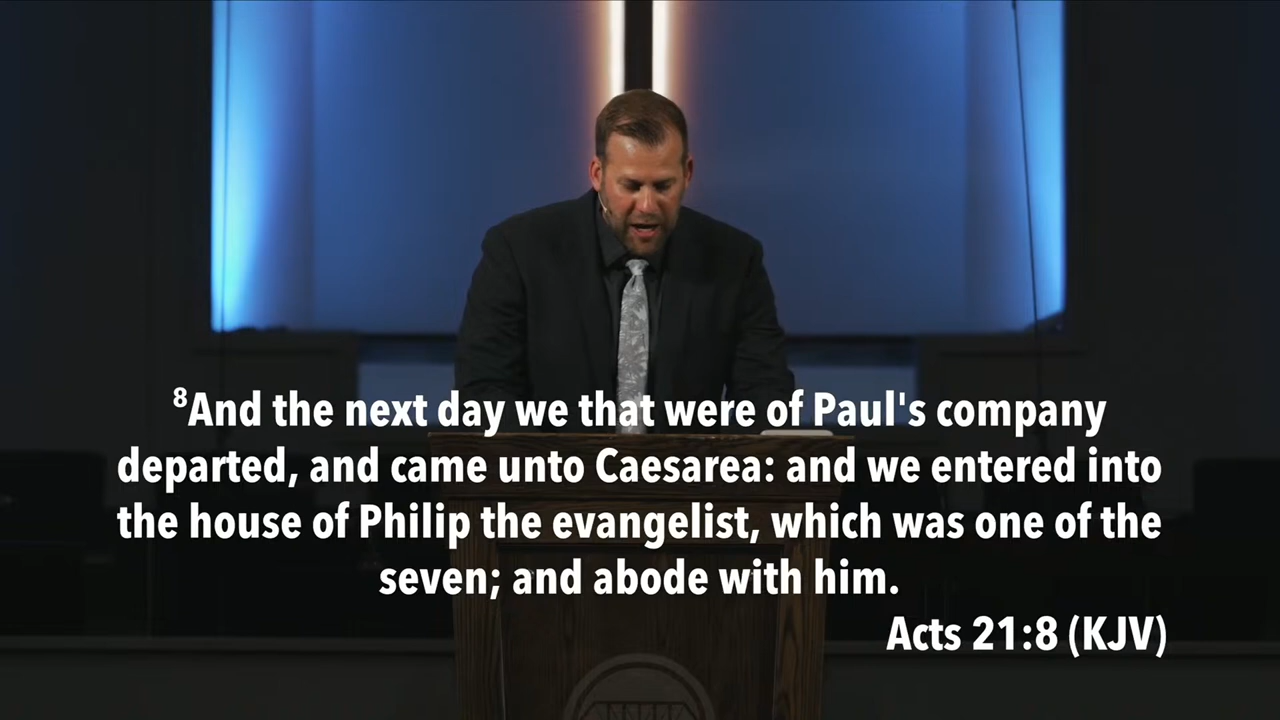 ⁸And the next day we that were of Paul's company
departed, and came unto Caesarea: and we entered into
the house of Philip the evangelist, which was one of the
seven; and abode with him.
Acts 21:8 (KJV)